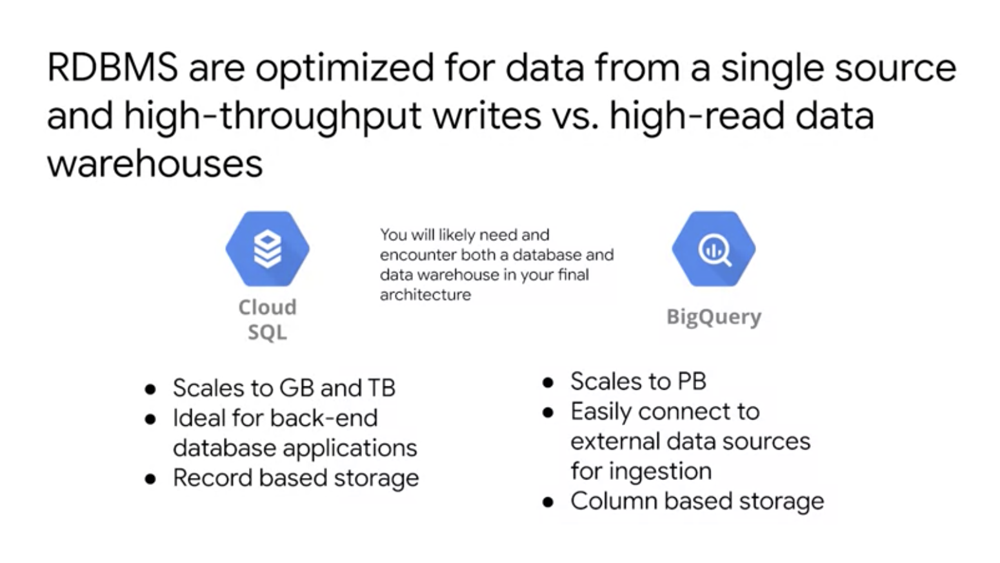 RDBMS are optimized for data from a single source
and high-throughput writes vs. high-read data
warehouses
Cloud
SQL
You will likely need and
encounter both a database and
data warehouse in your final
architecture
BigQuery
● Scales to GB and TB
● Ideal for back-end
database applications
● Record based storage
● Scales to PB
● Easily connect to
external data sources
for ingestion
● Column based storage